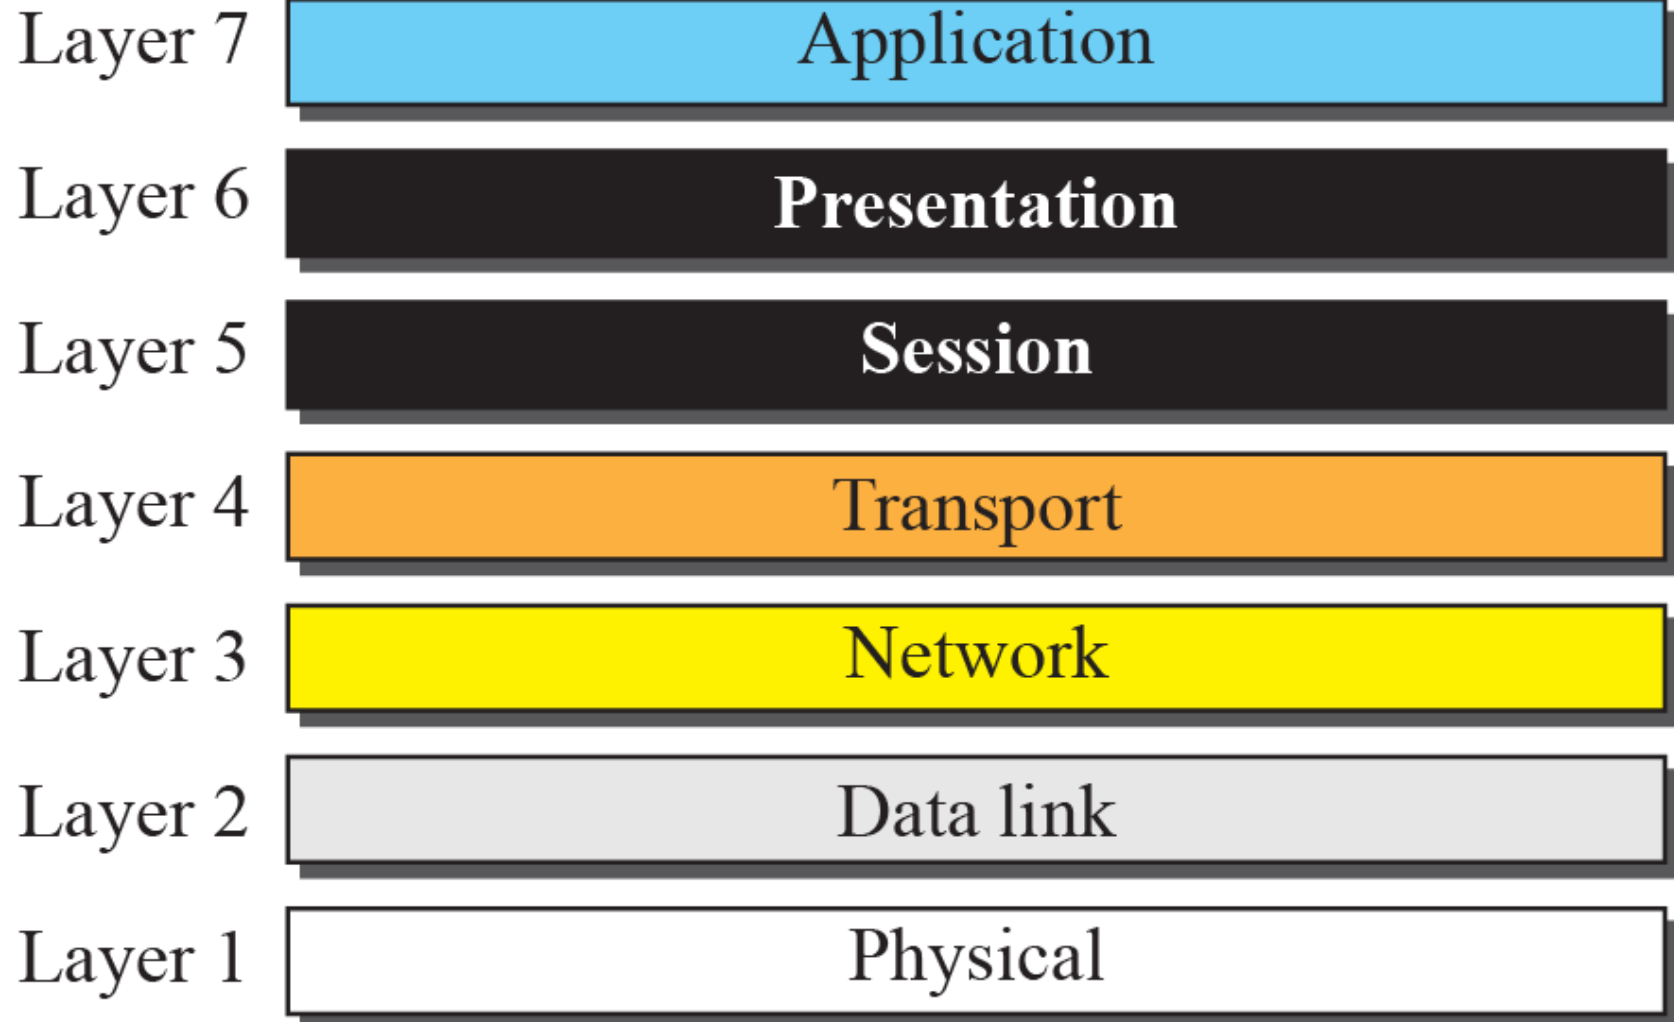 Layer 7 Application
Layer 6 Presentation
Layer 5 Session
Layer 4 Transport
Layer 3 Network
Layer 2 Data link
Layer 1 Physical